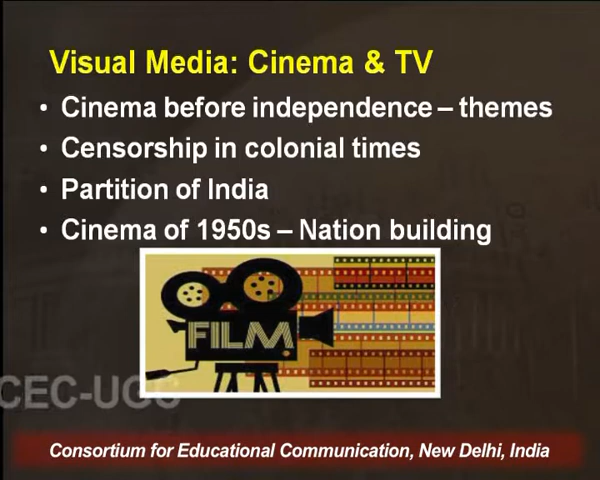 Visual Media: Cinema & TV
• Cinema before independence – themes
• Censorship in colonial times
• Partition of India
• Cinema of 1950s – Nation building
FILM
CEC-UGC
Consortium for Educational Communication, New Delhi, India